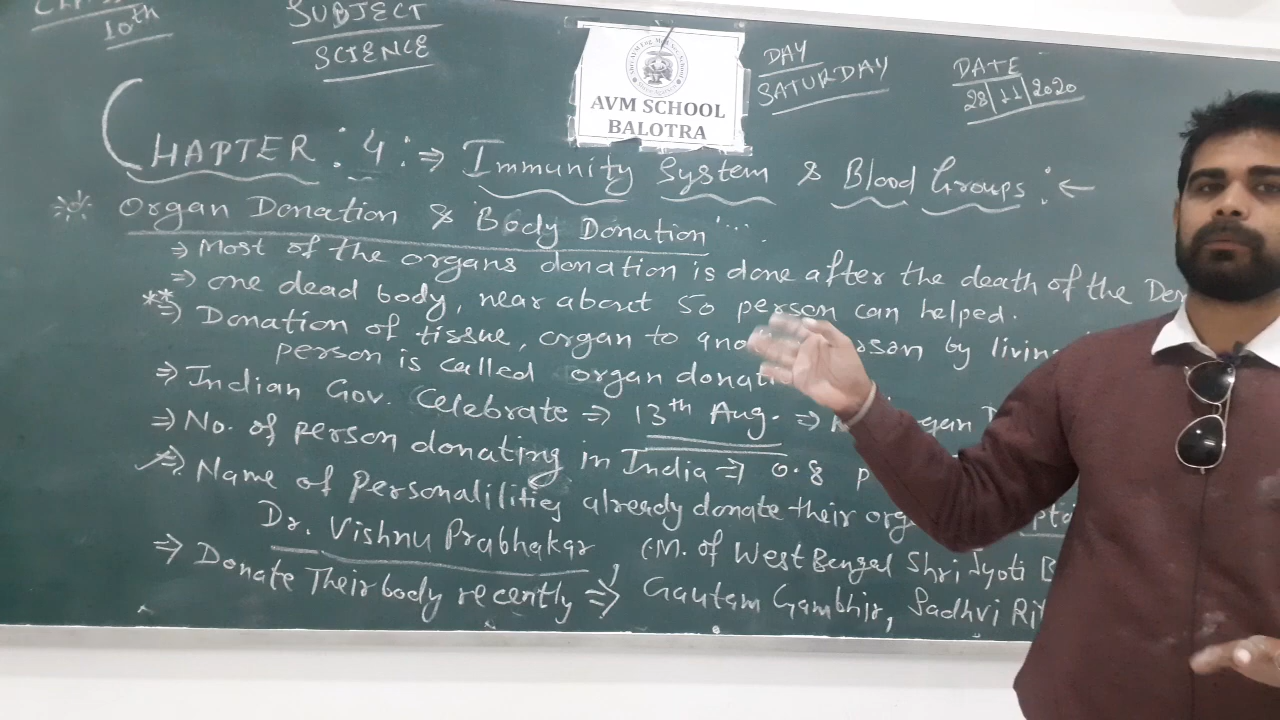 10th
SUBJECT
SCIENCE
AVM SCHOOL
BALOTRA
DAY
SATURDAY
DATE
28|11|2020
CHAPTER : 4 :⇒ Immunity System & Blood Groups :←
Organ Donation & Body Donation ....
⇒ Most of the organs donation is done after the death of the
⇒ one dead body, near about 50 person can helped.
**⇒ Donation of tissue, organ to by
person is called organ
⇒ Indian Gov. Celebrate ⇒ 13th Aug. ⇒
⇒ No. of person donating in India ⇒ 0.8 p
⇒ Name of personalilities already donate their
Dr. Vishnu Prabhakar, C.M. of West Bengal Shri Jyoti B
⇒ Donate Their body recently ⇒ Gautam Gambhir, Sadhvi